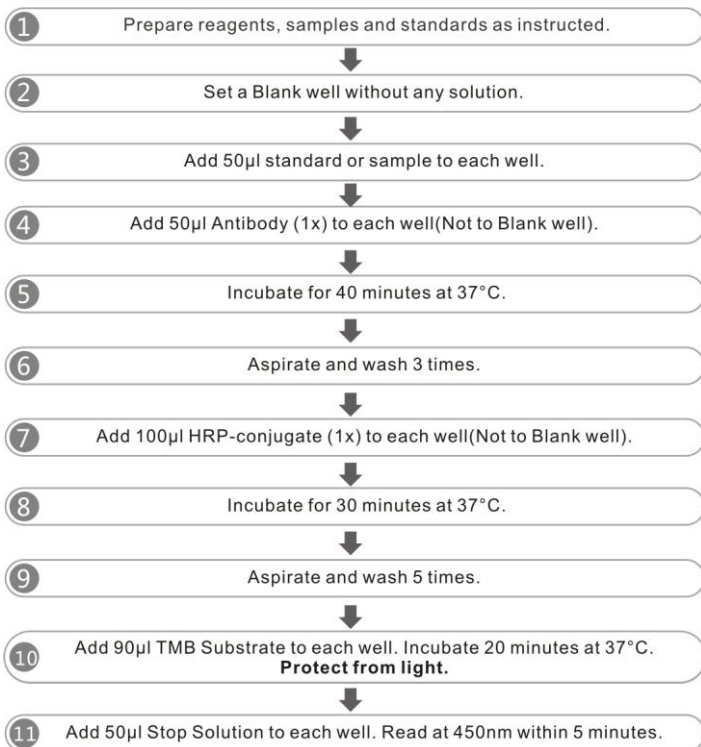 1 Prepare reagents, samples and standards as instructed.
2 Set a Blank well without any solution.
3 Add 50µl standard or sample to each well.
4 Add 50µl Antibody (1x) to each well(Not to Blank well).
5 Incubate for 40 minutes at 37°C.
6 Aspirate and wash 3 times.
7 Add 100µl HRP-conjugate (1x) to each well(Not to Blank well).
8 Incubate for 30 minutes at 37°C.
9 Aspirate and wash 5 times.
10 Add 90µl TMB Substrate to each well. Incubate 20 minutes at 37°C.
Protect from light.
11 Add 50µl Stop Solution to each well. Read at 450nm within 5 minutes.